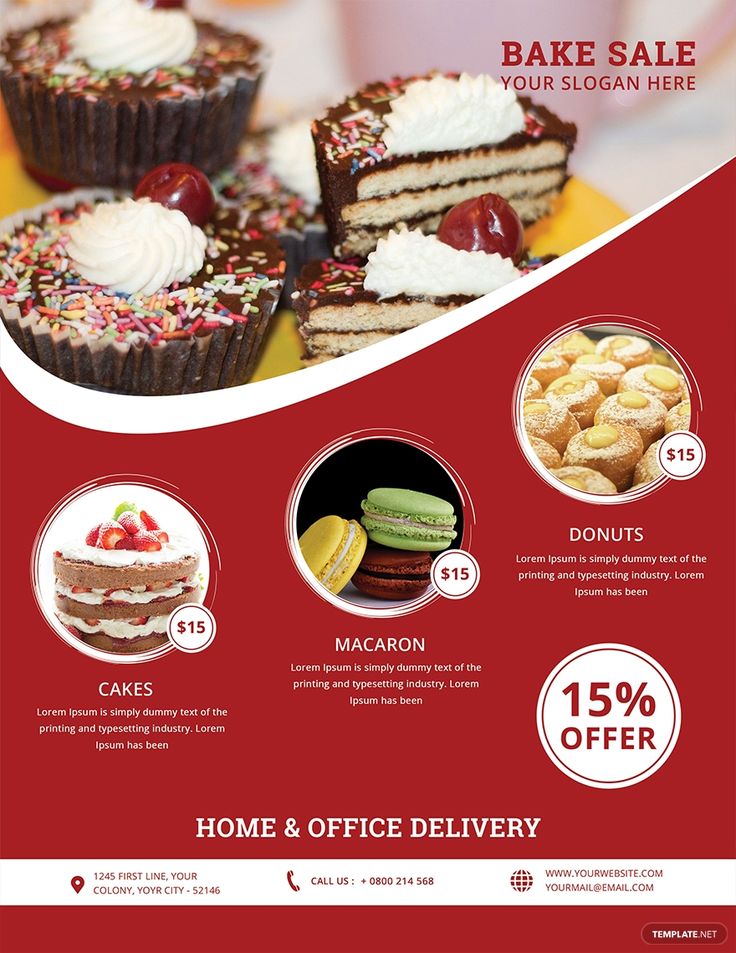 BAKE SALE
YOUR SLOGAN HERE
$15
DONUTS
Lorem Ipsum is simply dummy text of the
printing and typesetting industry. Lorem
Ipsum has been
$15
MACARON
Lorem Ipsum is simply dummy text of the
printing and typesetting industry. Lorem
Ipsum has been
$15
CAKES
Lorem Ipsum is simply dummy text of the
printing and typesetting industry. Lorem
Ipsum has been
15%
OFFER
HOME & OFFICE DELIVERY
1245 FIRST LINE, YOUR
COLONY, YOYR CITY - 52146
CALL US : + 0800 214 568
WWW.YOURWEBSITE.COM
YOURMAIL@EMAIL.COM
TEMPLATE.NET